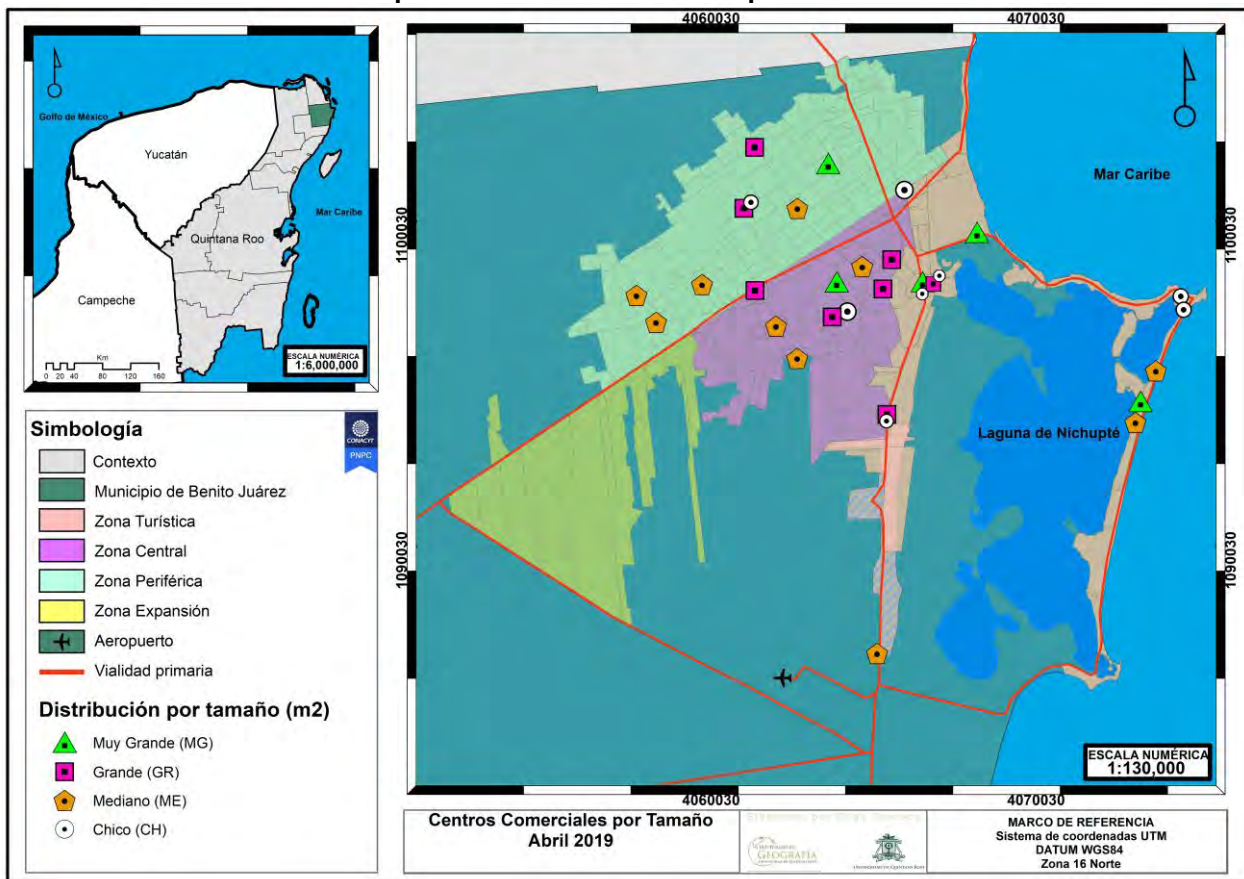 4060030
4070030
Golfo de México
Yucatán
Mar Caribe
Quintana Roo
Campeche
Km
0 20 40 80 120 160
ESCALA NUMÉRICA
1:6,000,000
Simbología
CONACYT
PNPC
Contexto
Municipio de Benito Juárez
Zona Turística
Zona Central
Zona Periférica
Zona Expansión
Aeropuerto
Vialidad primaria
Distribución por tamaño (m2)
Muy Grande (MG)
Grande (GR)
Mediano (ME)
Chico (CH)
1100030
1100030
Mar Caribe
Laguna de Nichupté
1090030
1090030
ESCALA NUMÉRICA
1:130,000
4060030
4070030
Centros Comerciales por Tamaño
Abril 2019
GEOGRAFÍA
MARCO DE REFERENCIA
Sistema de coordenadas UTM
DATUM WGS84
Zona 16 Norte